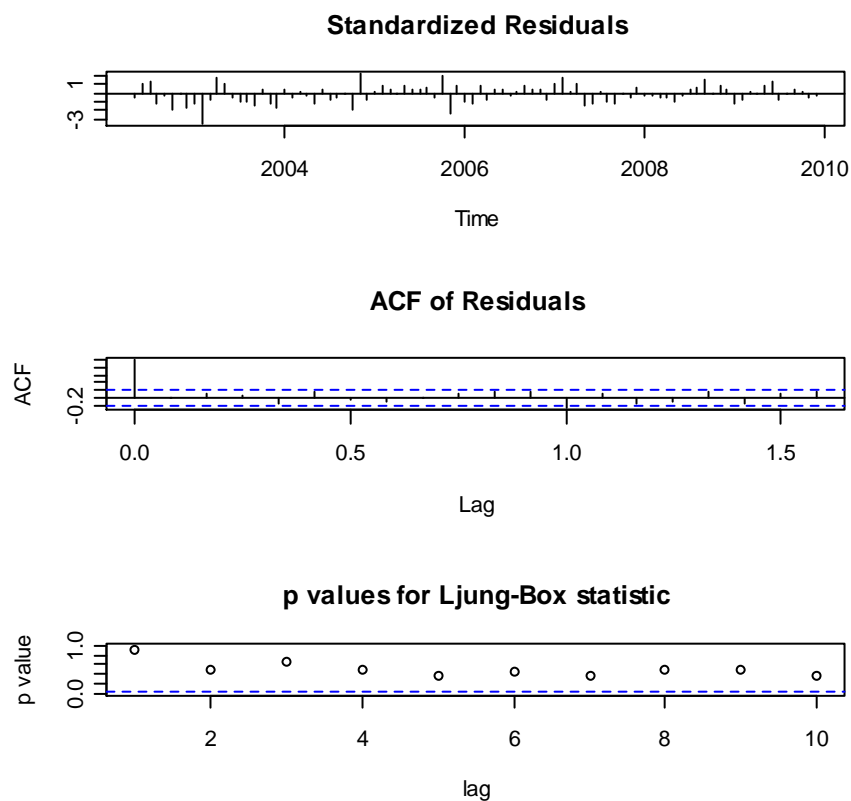 Standardized Residuals
1
-3
2004 2006 2008 2010
Time
ACF of Residuals
ACF
-0.2
0.0 0.5 1.0 1.5
Lag
p values for Ljung-Box statistic
p value
1.0
0.0
2 4 6 8 10
lag